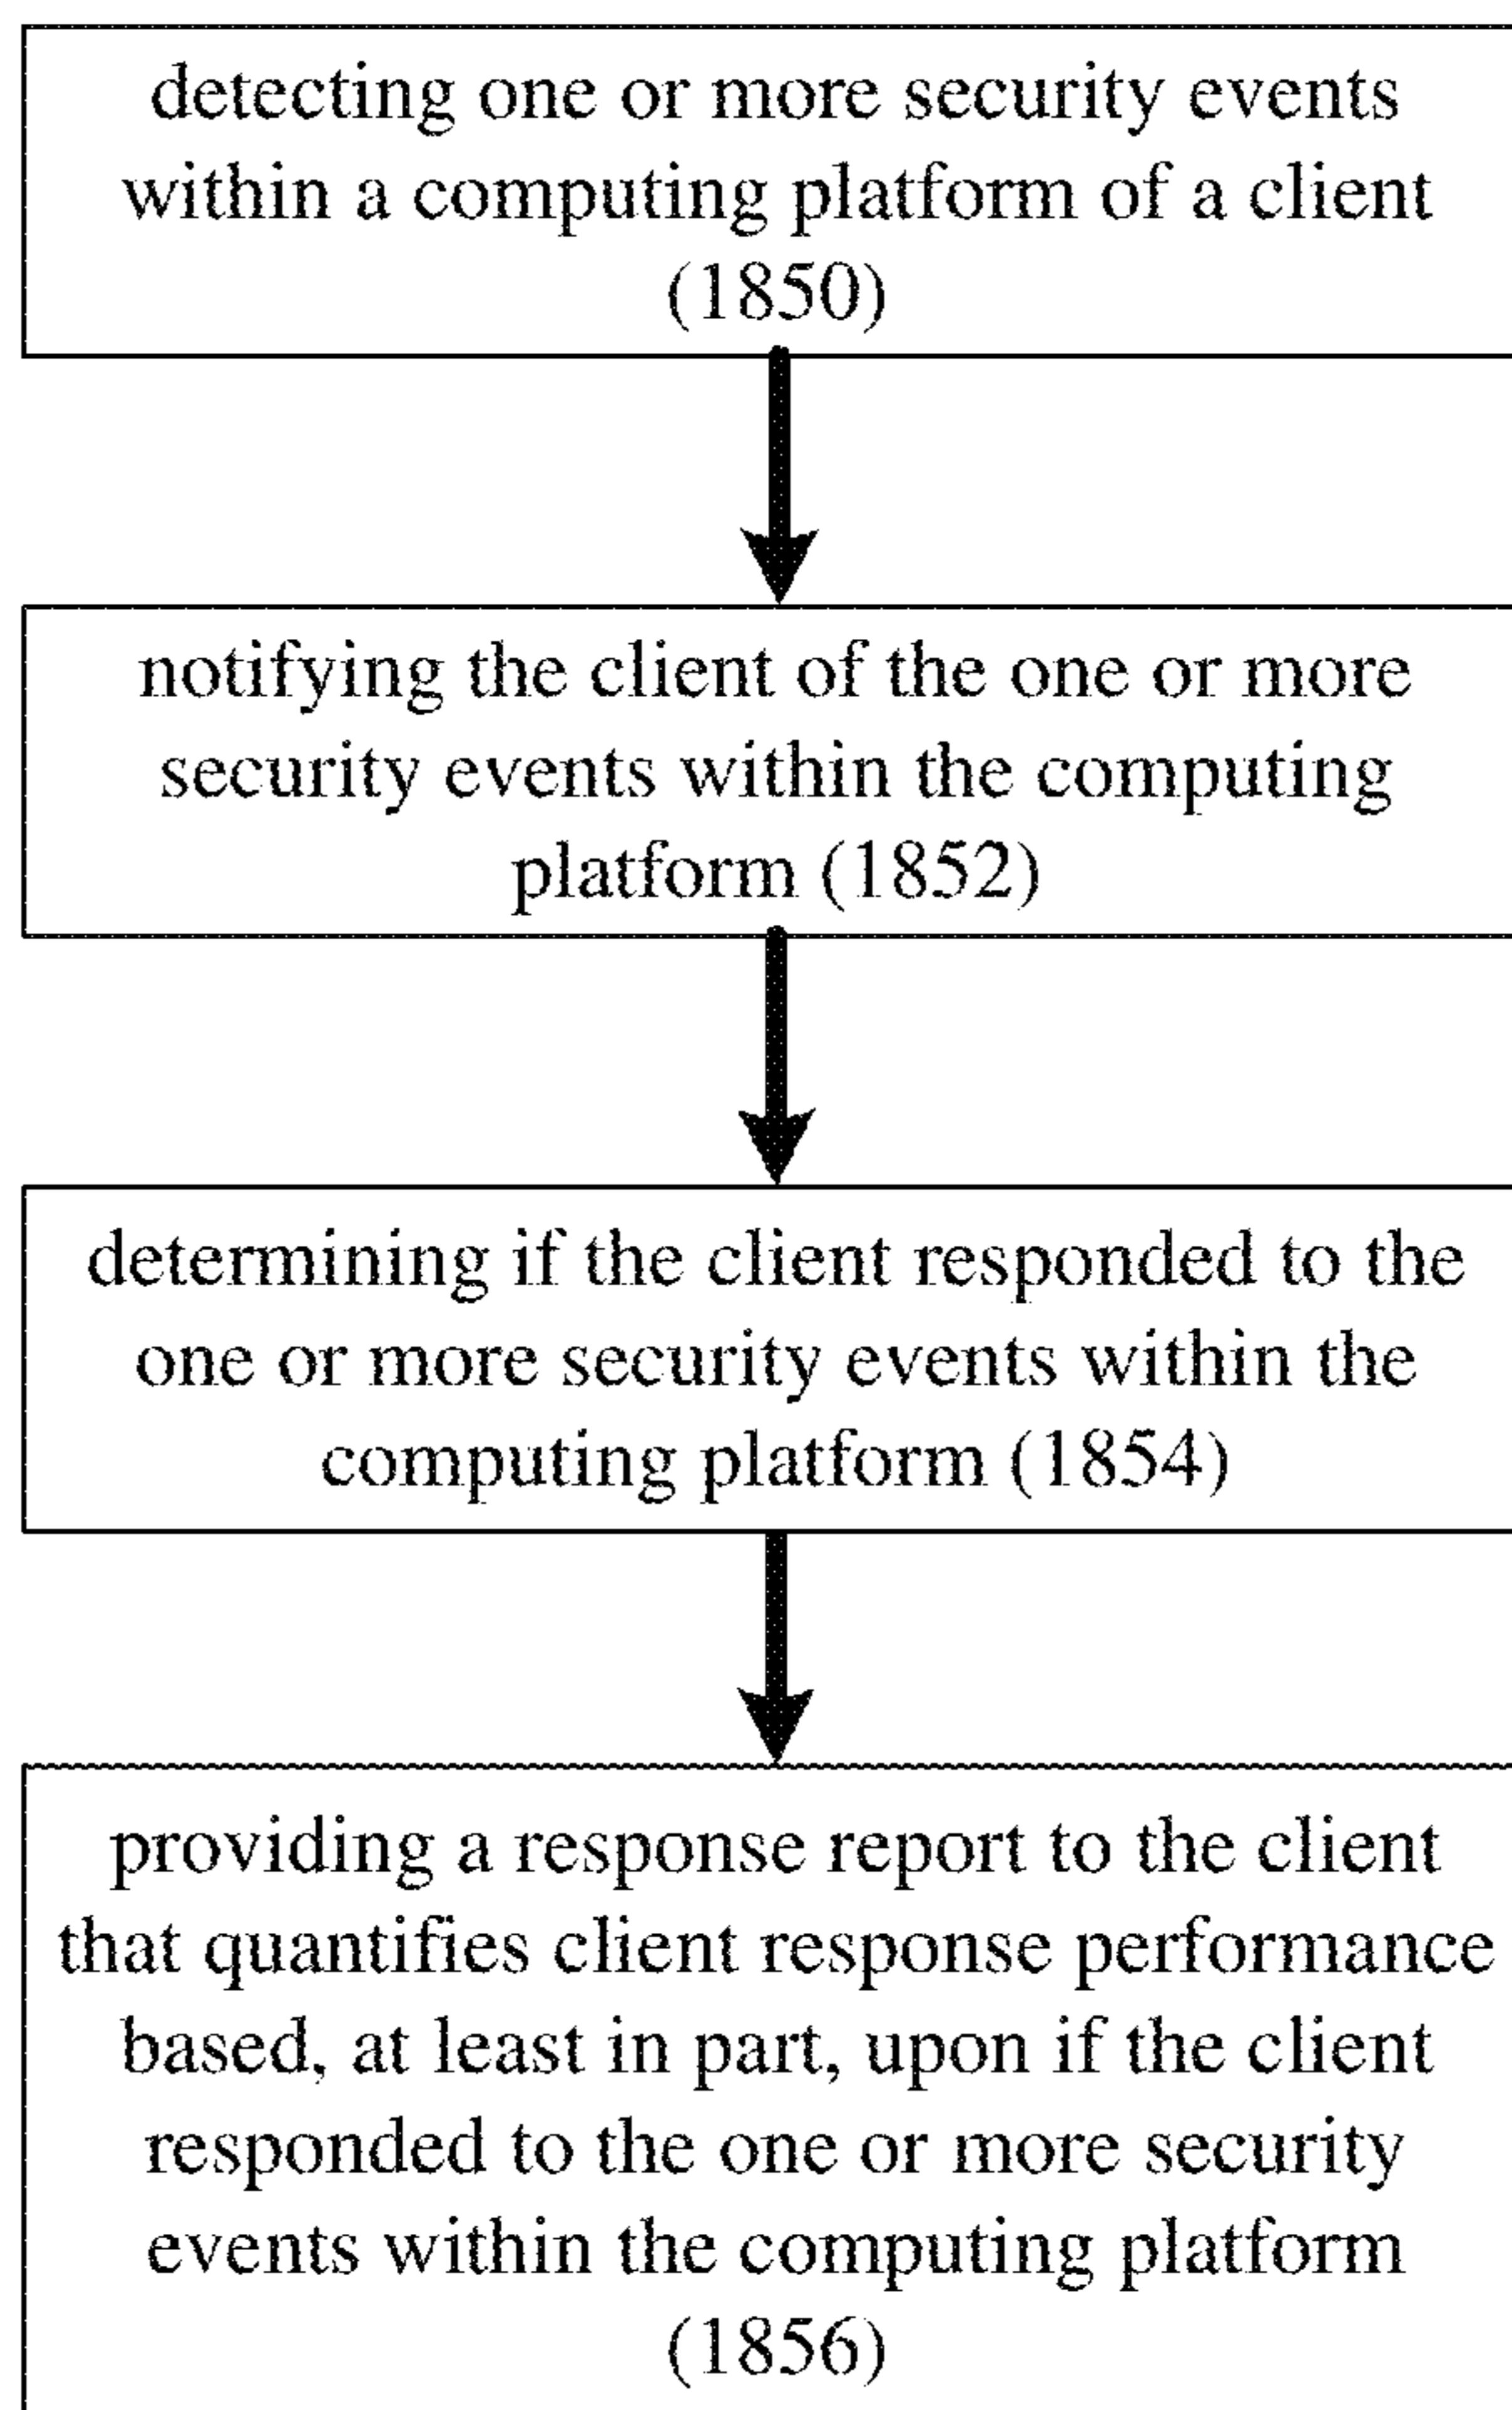 detecting one or more security events
within a computing platform of a client
(1850)
notifying the client of the one or more
security events within the computing
platform (1852)
determining if the client responded to the
one or more security events within the
computing platform (1854)
providing a response report to the client
that quantifies client response performance
based, at least in part, upon if the client
responded to the one or more security
events within the computing platform
(1856)